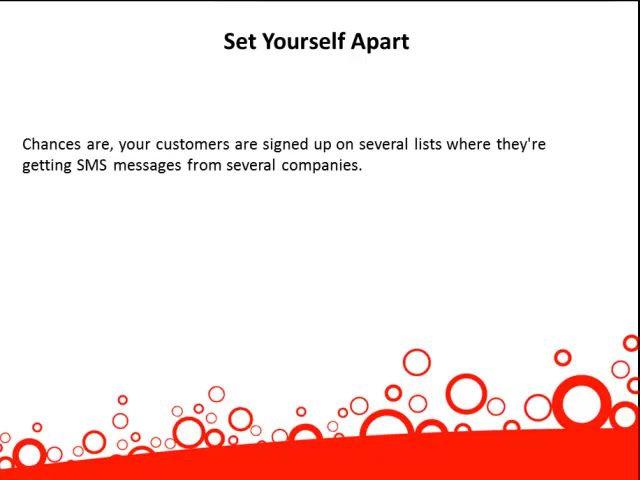 Set Yourself Apart
Chances are, your customers are signed up on several lists where they're
getting SMS messages from several companies.